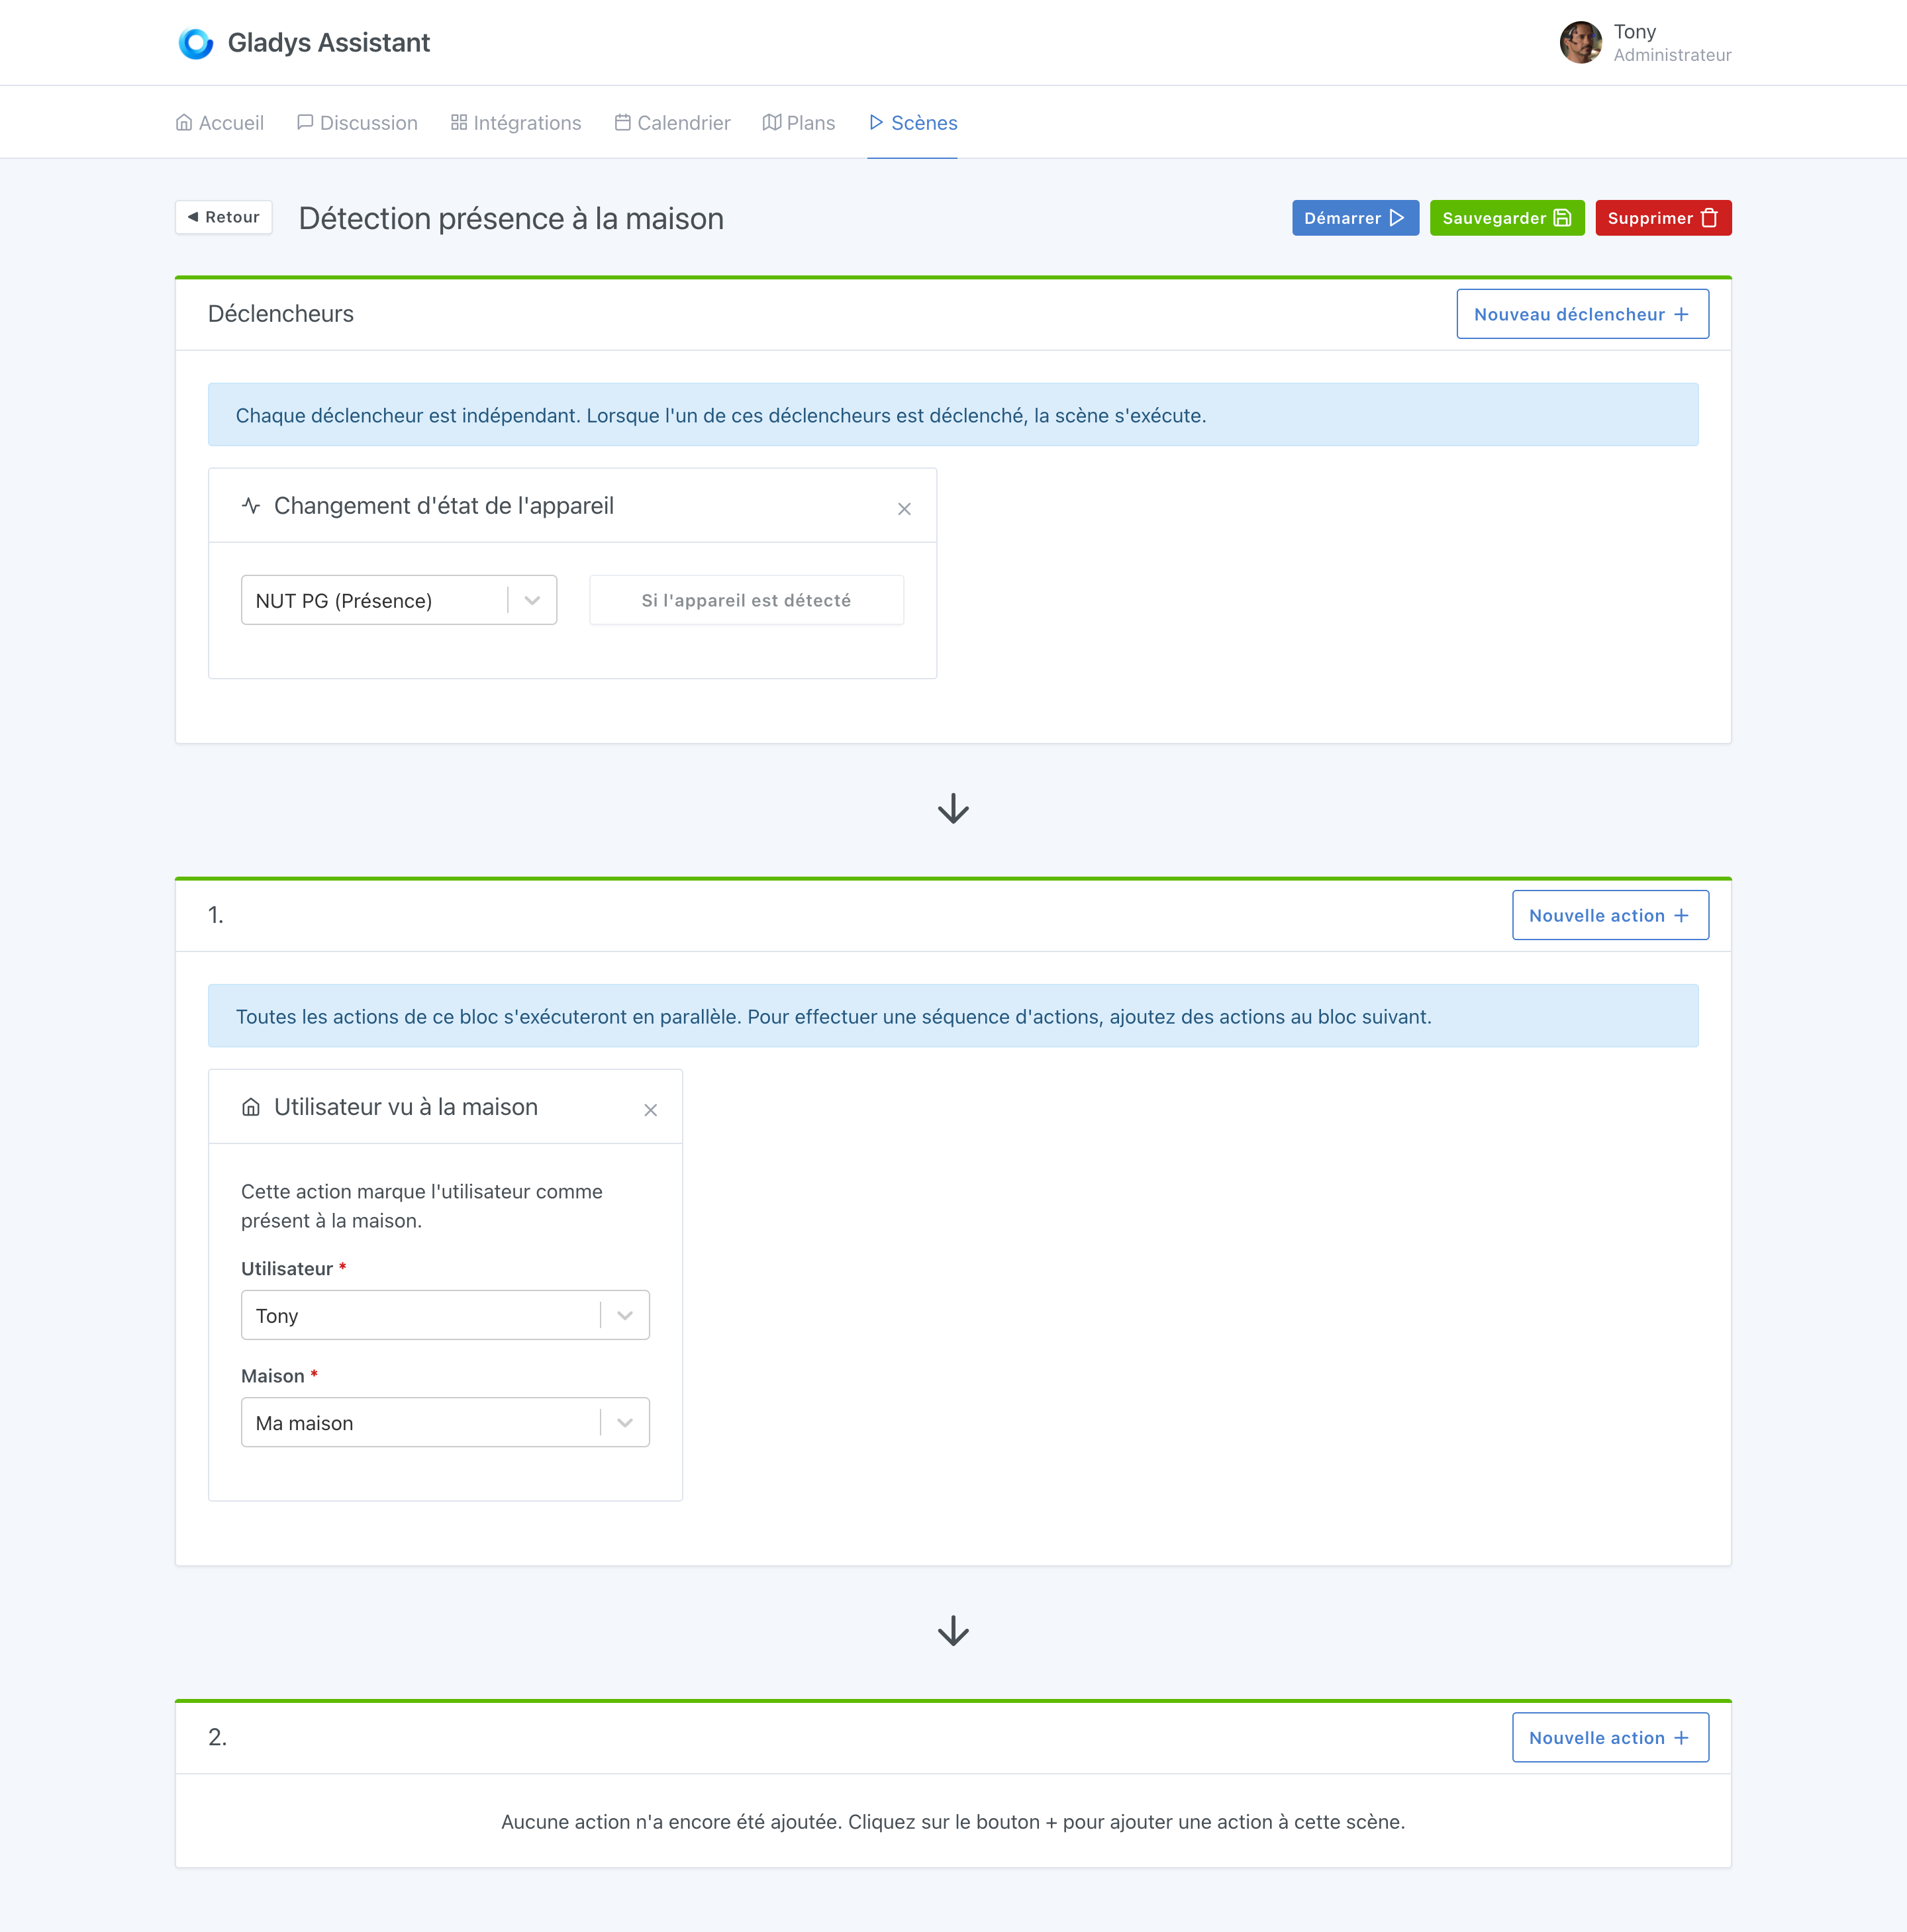 Gladys Assistant
Tony
Administrateur
Accueil
Discussion
Intégrations
Calendrier
Plans
Scènes
◄ Retour
Détection présence à la maison
Démarrer
Sauvegarder
Supprimer
Déclencheurs
Nouveau déclencheur +
Chaque déclencheur est indépendant. Lorsque l'un de ces déclencheurs est déclenché, la scène s'exécute.
Changement d'état de l'appareil
NUT PG (Présence)
Si l'appareil est détecté
1.
Nouvelle action +
Toutes les actions de ce bloc s'exécuteront en parallèle. Pour effectuer une séquence d'actions, ajoutez des actions au bloc suivant.
Utilisateur vu à la maison
Cette action marque l'utilisateur comme
présent à la maison.
Utilisateur *
Tony
Maison *
Ma maison
2.
Nouvelle action +
Aucune action n'a encore été ajoutée. Cliquez sur le bouton + pour ajouter une action à cette scène.